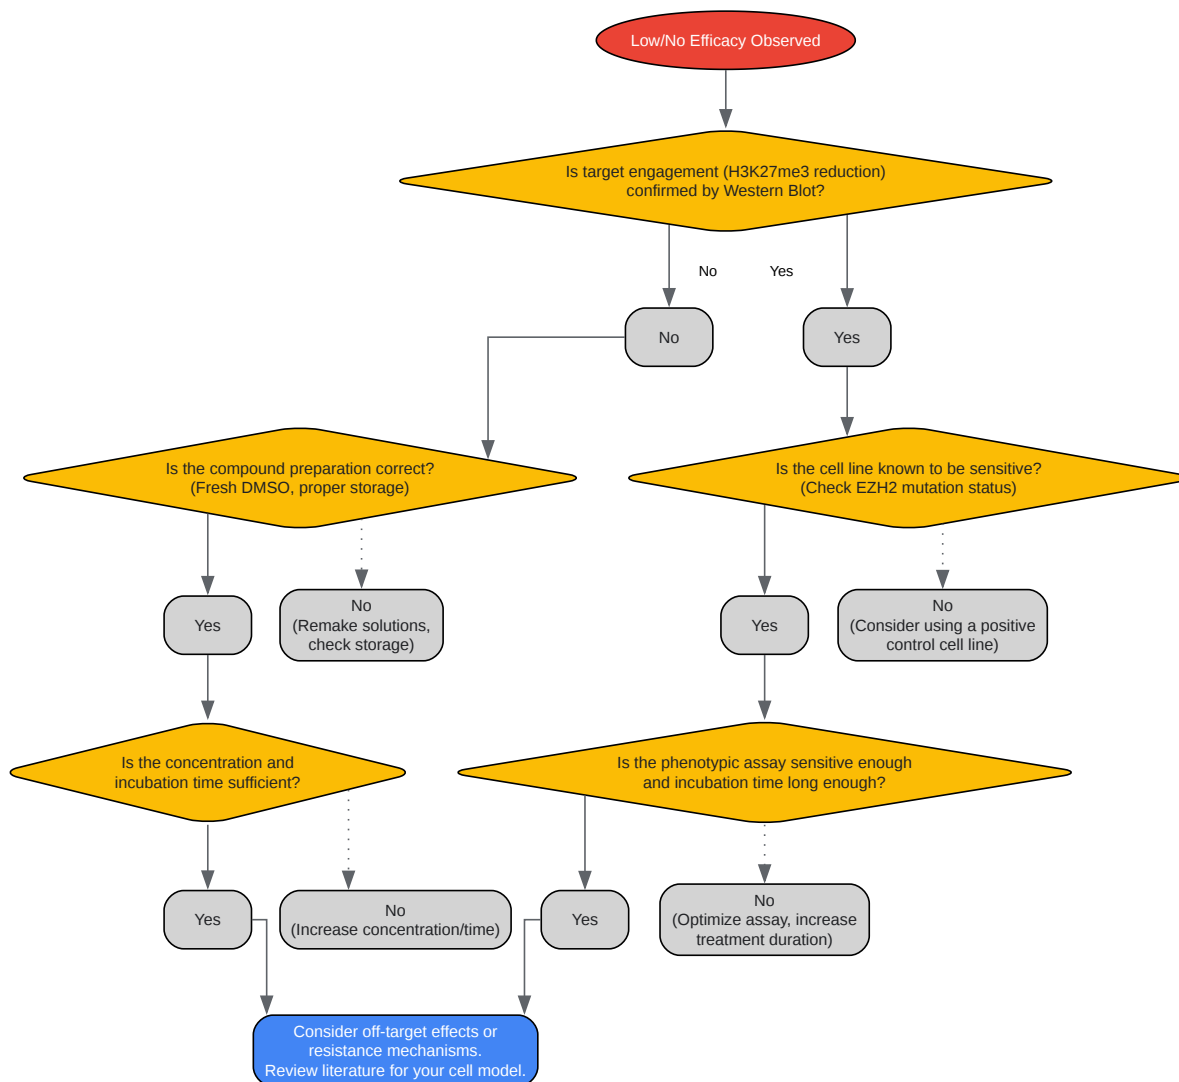 Low/No Efficacy Observed
Is target engagement (H3K27me3 reduction)
confirmed by Western Blot?
No
Yes
No
Yes
Is the compound preparation correct?
(Fresh DMSO, proper storage)
Is the cell line known to be sensitive?
(Check EZH2 mutation status)
Yes
No
(Remake solutions,
check storage)
Yes
No
(Consider using a positive
control cell line)
Is the concentration and
incubation time sufficient?
Is the phenotypic assay sensitive enough
and incubation time long enough?
Yes
No
(Increase concentration/time)
Yes
No
(Optimize assay, increase
treatment duration)
Consider off-target effects or
resistance mechanisms.
Review literature for your cell model.